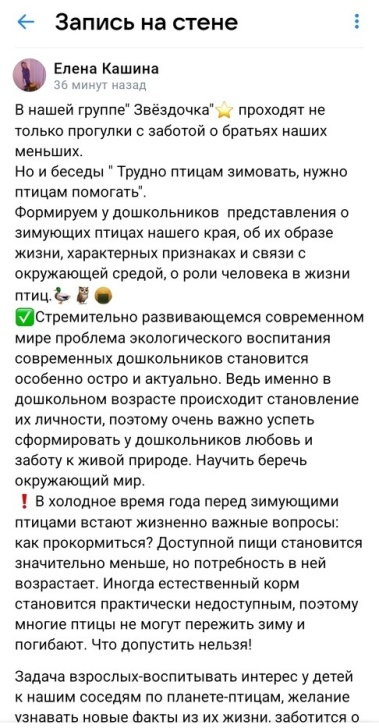 Запись на стене
Елена Кашина
36 минут назад
В нашей группе" Звёздочка"⭐ проходят не
только прогулки с заботой о братьях наших
меньших.
Но и беседы " Трудно птицам зимовать, нужно
птицам помогать".
Формируем у дошкольников представления о
зимующих птицах нашего края, об их образе
жизни, характерных признаках и связи с
окружающей средой, о роли человека в жизни
птиц.🦆 🦉 🍘
✅Стремительно развивающемся современном
мире проблема экологического воспитания
современных дошкольников становится
особенно остро и актуально. Ведь именно в
дошкольном возрасте происходит становление
их личности, поэтому очень важно успеть
сформировать у дошкольников любовь и
заботу к живой природе. Научить беречь
окружающий мир.
❗ В холодное время года перед зимующими
птицами встают жизненно важные вопросы:
как прокормиться? Доступной пищи становится
значительно меньше, но потребность в ней
возрастает. Иногда естественный корм
становится практически недоступным, поэтому
многие птицы не могут пережить зиму и
погибают. Что допустить нельзя!
Задача взрослых-воспитывать интерес у детей
к нашим соседям по планете-птицам, желание
узнавать новые факты из их жизни, заботится о